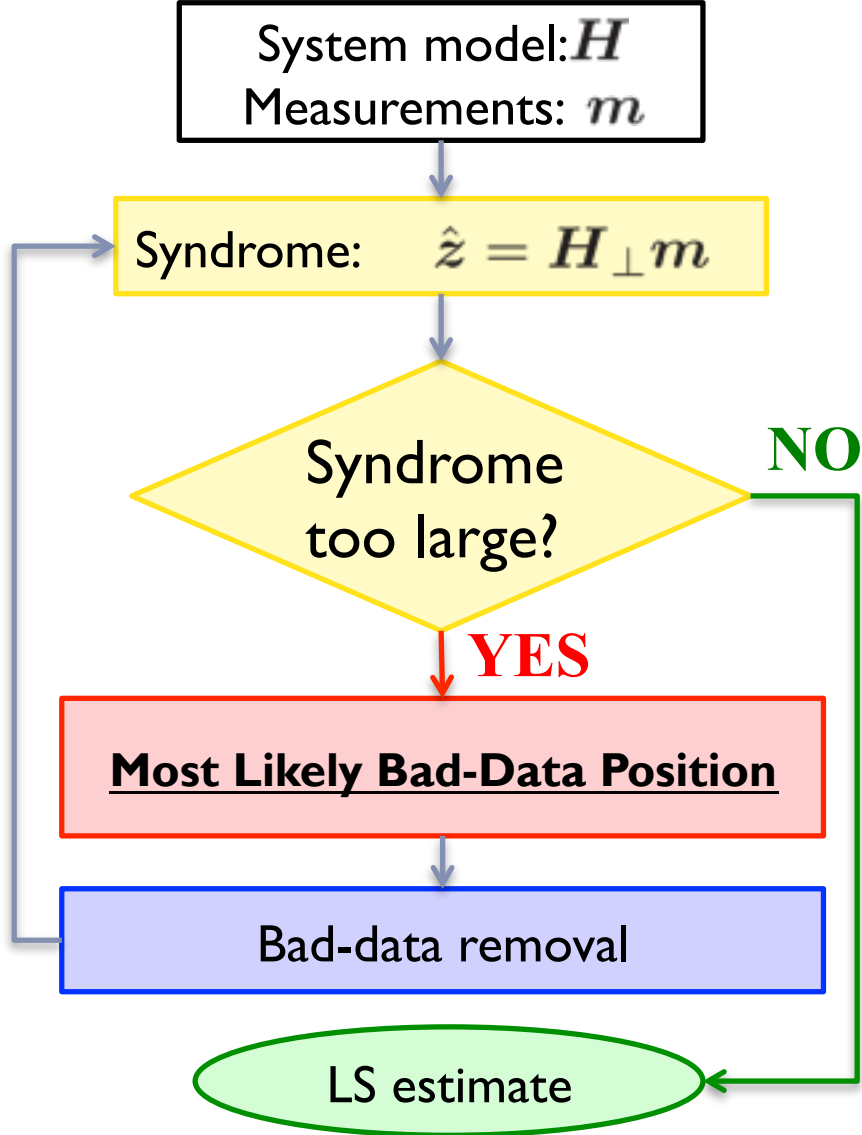 System model: H
Measurements: m
Syndrome: ẑ = H⊥m
Syndrome
too large?
NO
YES
Most Likely Bad-Data Position
Bad-data removal
LS estimate